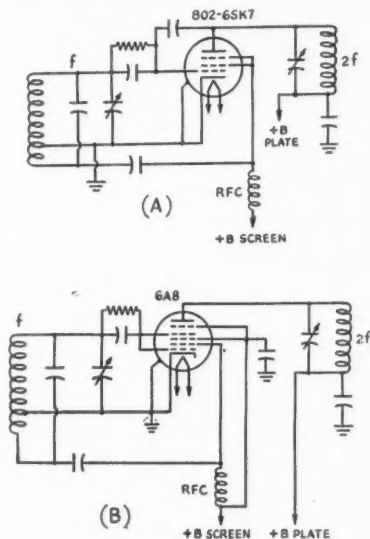 802-6SK7
f
2f
+B
PLATE
RFC
(A)
+B SCREEN
6A8
f
2f
RFC
(B)
+B SCREEN
+B PLATE